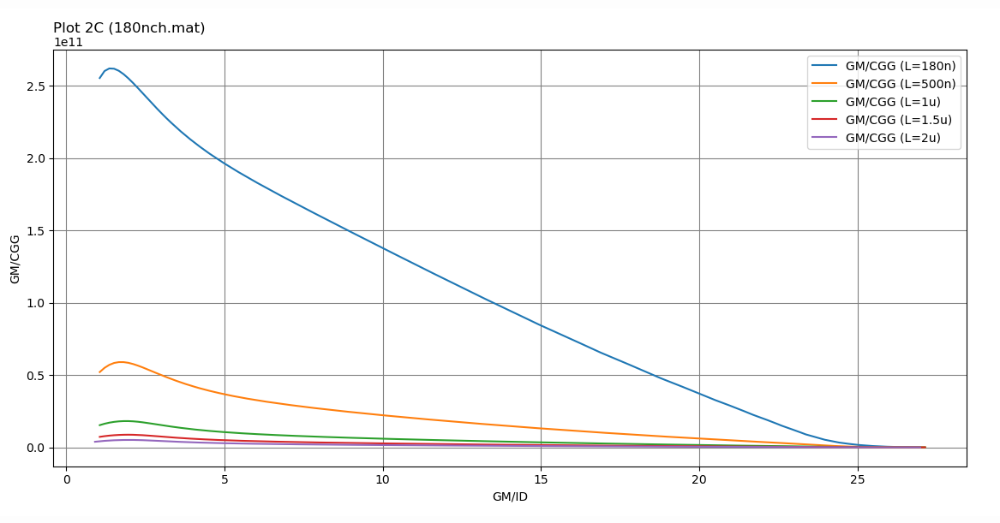 Plot 2C (180nch.mat)
1e11
GM/CGG (L=180n)
GM/CGG (L=500n)
GM/CGG (L=1u)
GM/CGG (L=1.5u)
GM/CGG (L=2u)
2.5
2.0
1.5
1.0
0.5
0.0
GM/CGG
0 5 10 15 20 25
GM/ID